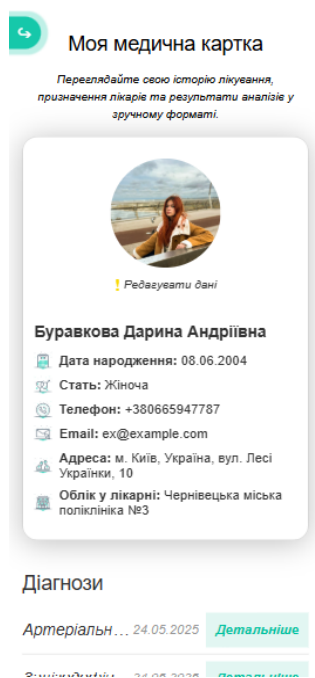 Моя медична картка
Переглядайте свою історію лікування,
призначення лікарів та результати аналізів у
зручному форматі.
Редагувати дані
Буравкова Дарина Андріївна
Дата народження: 08.06.2004
Стать: Жіноча
Телефон: +380665947787
Email: ex@example.com
Адреса: м. Київ, Україна, вул. Лесі
Українки, 10
Облік у лікарні: Чернівецька міська
поліклініка №3
Діагнози
Артеріальн... 24.05.2025 Детальніше